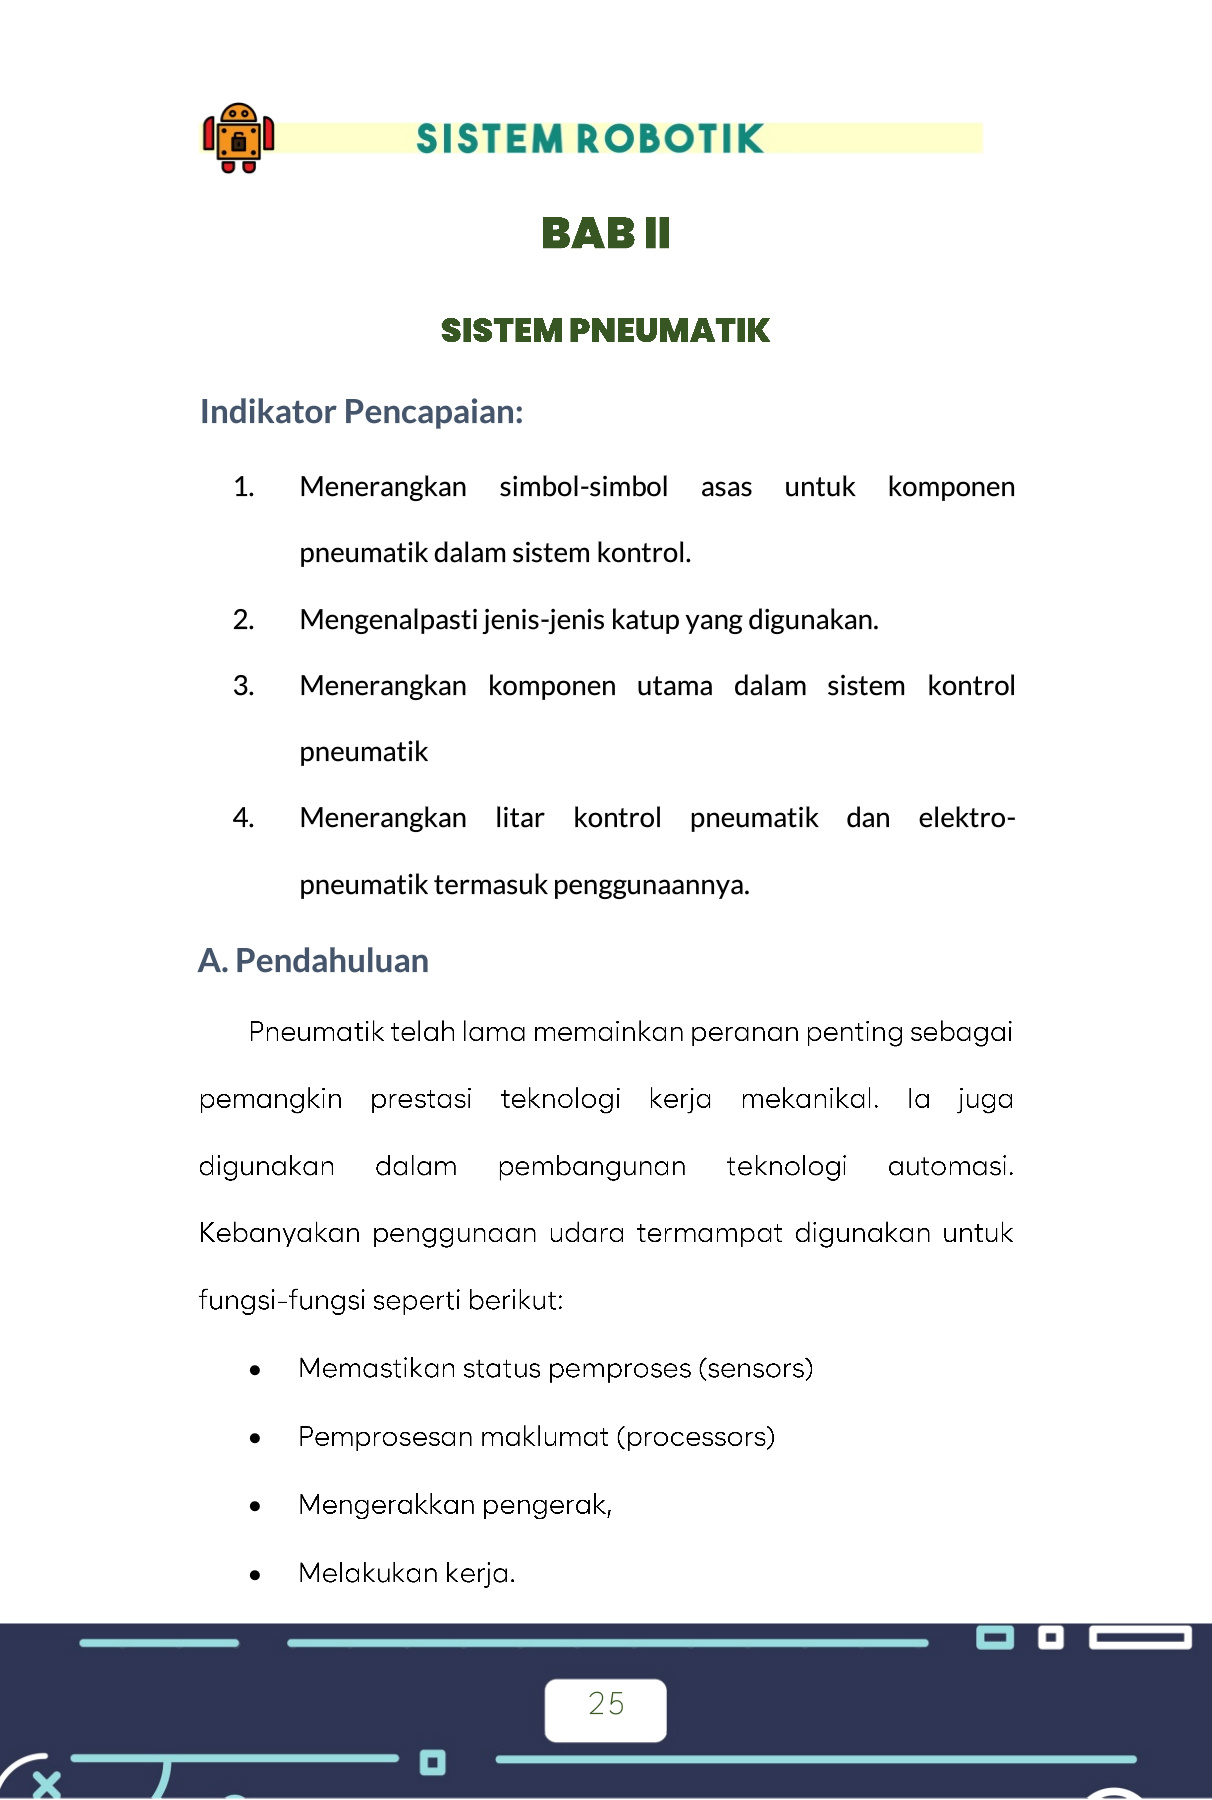 SISTEM ROBOTIK
BAB II
SISTEM PNEUMATIK
Indikator Pencapaian:
1. Menerangkan simbol-simbol asas untuk komponen
pneumatik dalam sistem kontrol.
2. Mengenalpasti jenis-jenis katup yang digunakan.
3. Menerangkan komponen utama dalam sistem kontrol
pneumatik
4. Menerangkan litar kontrol pneumatik dan elektro-
pneumatik termasuk penggunaannya.
A. Pendahuluan
Pneumatik telah lama memainkan peranan penting sebagai
pemangkin prestasi teknologi kerja mekanikal. Ia juga
digunakan dalam pembangunan teknologi automasi.
Kebanyakan penggunaan udara termampat digunakan untuk
fungsi-fungsi seperti berikut:
• Memastikan status pemproses (sensors)
• Pemprosesan maklumat (processors)
• Mengerakkan pengerak,
• Melakukan kerja.
25